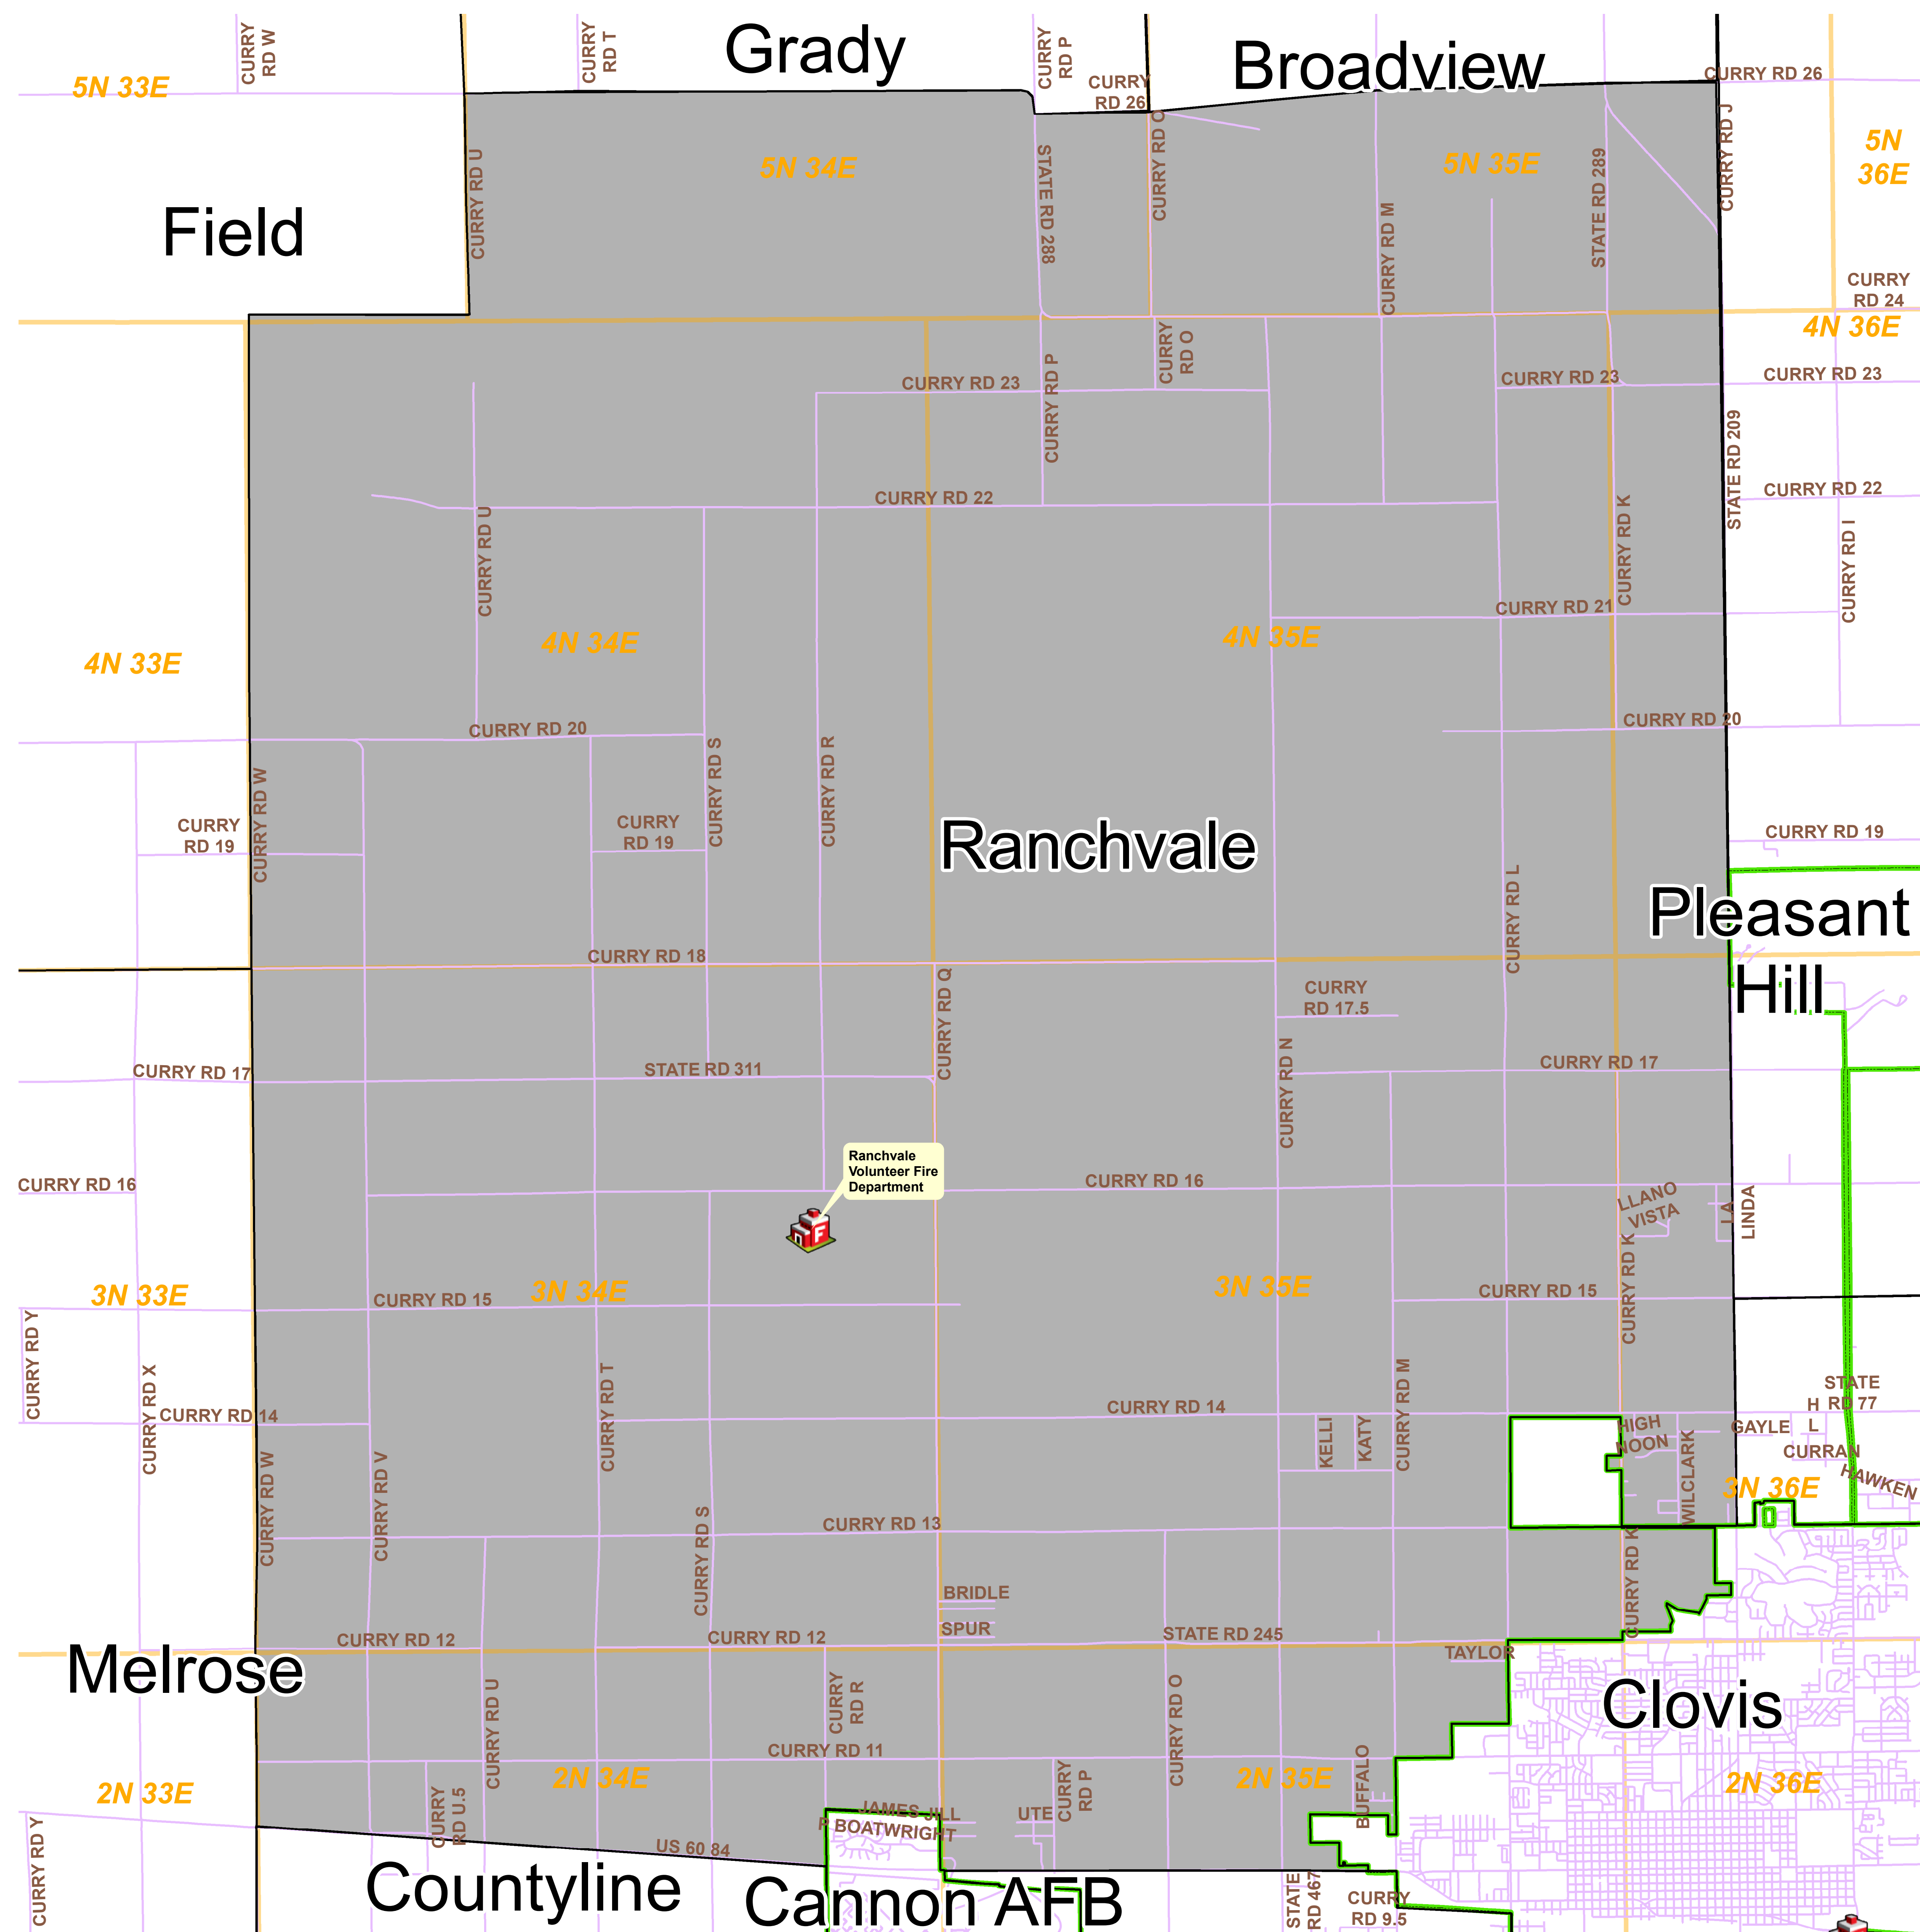 Grady
Broadview
CURRY
RD W
CURRY
RD T
CURRY
RD P
CURRY
RD 26
CURRY RD 26
5N 33E
5N 34E
5N 35E
5N
36E
Field
CURRY RD U
STATE RD 288
CURRY RD O
CURRY RD M
STATE RD 289
CURRY RD J
CURRY
RD 24
4N 36E
CURRY RD 23
CURRY RD P
CURRY
RD O
CURRY RD 23
CURRY RD 23
STATE RD 209
CURRY RD 22
CURRY RD 22
CURRY RD U
CURRY RD K
CURRY RD I
CURRY RD 21
4N 33E
4N 34E
4N 35E
CURRY RD 20
CURRY RD 20
CURRY RD W
CURRY RD S
CURRY RD R
CURRY
RD 19
CURRY
RD 19
CURRY RD 19
Ranchvale
CURRY RD L
Pleasant
Hill
CURRY RD 18
CURRY RD Q
CURRY
RD 17.5
CURRY RD N
CURRY RD 17
STATE RD 311
CURRY RD 17
Ranchvale
Volunteer Fire
Department
F
CURRY RD 16
CURRY RD 16
LLANO
VISTA
LA
LINDA
CURRY RD K
3N 33E
3N 34E
3N 35E
CURRY RD 15
CURRY RD 15
CURRY RD Y
CURRY RD X
CURRY RD 14
CURRY RD T
CURRY RD 14
CURRY RD M
KELLI
KATY
HIGH
NOON
WILCLARK
GAYLE
H
L
STATE
RD 77
CURRAN
HAWKEN
3N 36E
CURRY RD W
CURRY RD V
CURRY RD S
CURRY RD 13
CURRY RD K
BRIDLE
SPUR
CURRY RD 12
CURRY RD 12
STATE RD 245
TAYLOR
Melrose
Clovis
CURRY RD U
CURRY
RD R
CURRY RD O
CURRY RD 11
2N 33E
2N 34E
2N 35E
2N 36E
CURRY
RD U.5
CURRY
RD P
BUFFALO
JAMES JILL
P BOATWRIGHT
UTE
US 60 84
CURRY RD Y
Countyline
Cannon AFB
STATE
RD 467
CURRY
RD 9.5